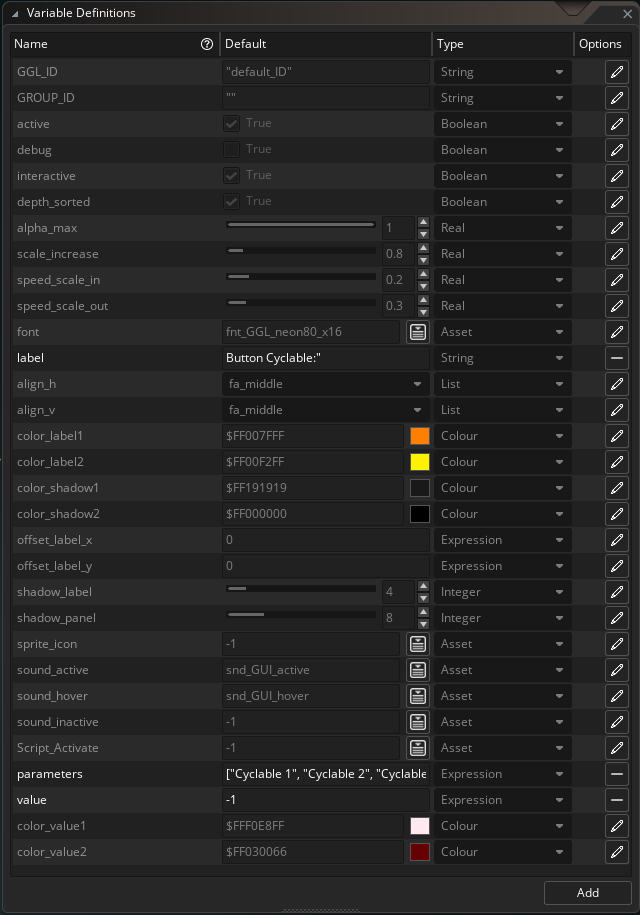 Variable Definitions
Name Default Type Options
GGL_ID "default_ID" String
GROUP_ID "" String
active True Boolean
debug True Boolean
interactive True Boolean
depth_sorted True Boolean
alpha_max 1 Real
scale_increase 0.8 Real
speed_scale_in 0.2 Real
speed_scale_out 0.3 Real
font fnt_GGL_neon80_x16 Asset
label Button Cyclable:" String
align_h fa_middle List
align_v fa_middle List
color_label1 $FF007FFF Colour
color_label2 $FF00F2FF Colour
color_shadow1 $FF191919 Colour
color_shadow2 $FF000000 Colour
offset_label_x 0 Expression
offset_label_y 0 Expression
shadow_label 4 Integer
shadow_panel 8 Integer
sprite_icon -1 Asset
sound_active snd_GUI_active Asset
sound_hover snd_GUI_hover Asset
sound_inactive -1 Asset
Script_Activate -1 Asset
parameters ["Cyclable 1", "Cyclable 2", "Cyclable Expression
value -1 Expression
color_value1 $FFF0E8FF Colour
color_value2 $FF030066 Colour
Add